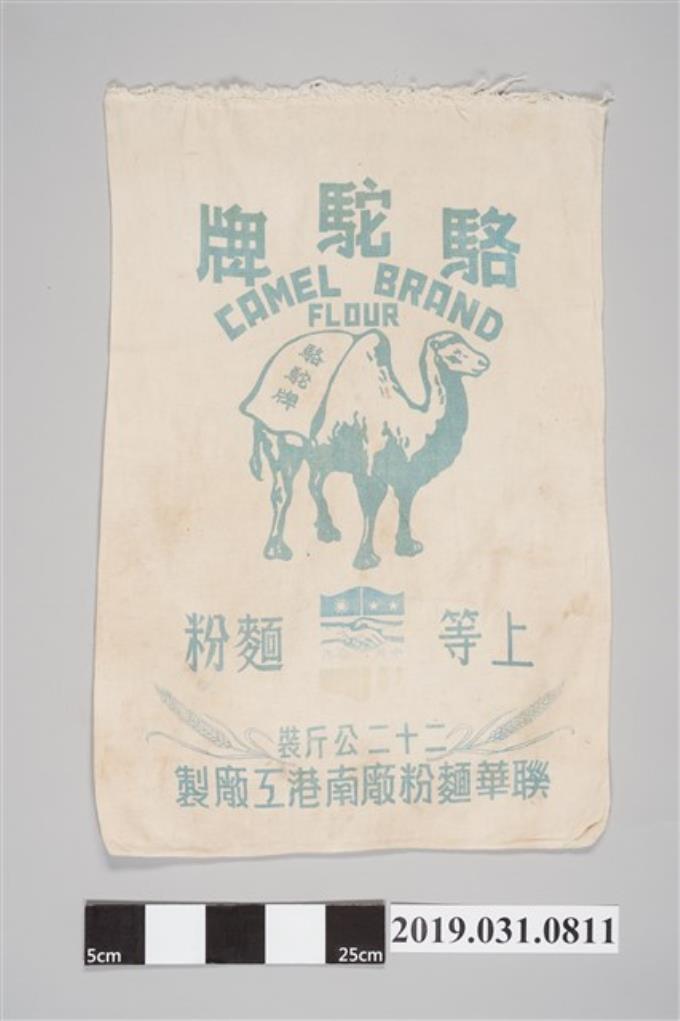 駱駝牌
CAMEL BRAND
FLOUR
駱駝牌
上等麵粉
二十二公斤裝
聯華麵粉廠南港工廠製
5cm 25cm
2019.031.0811